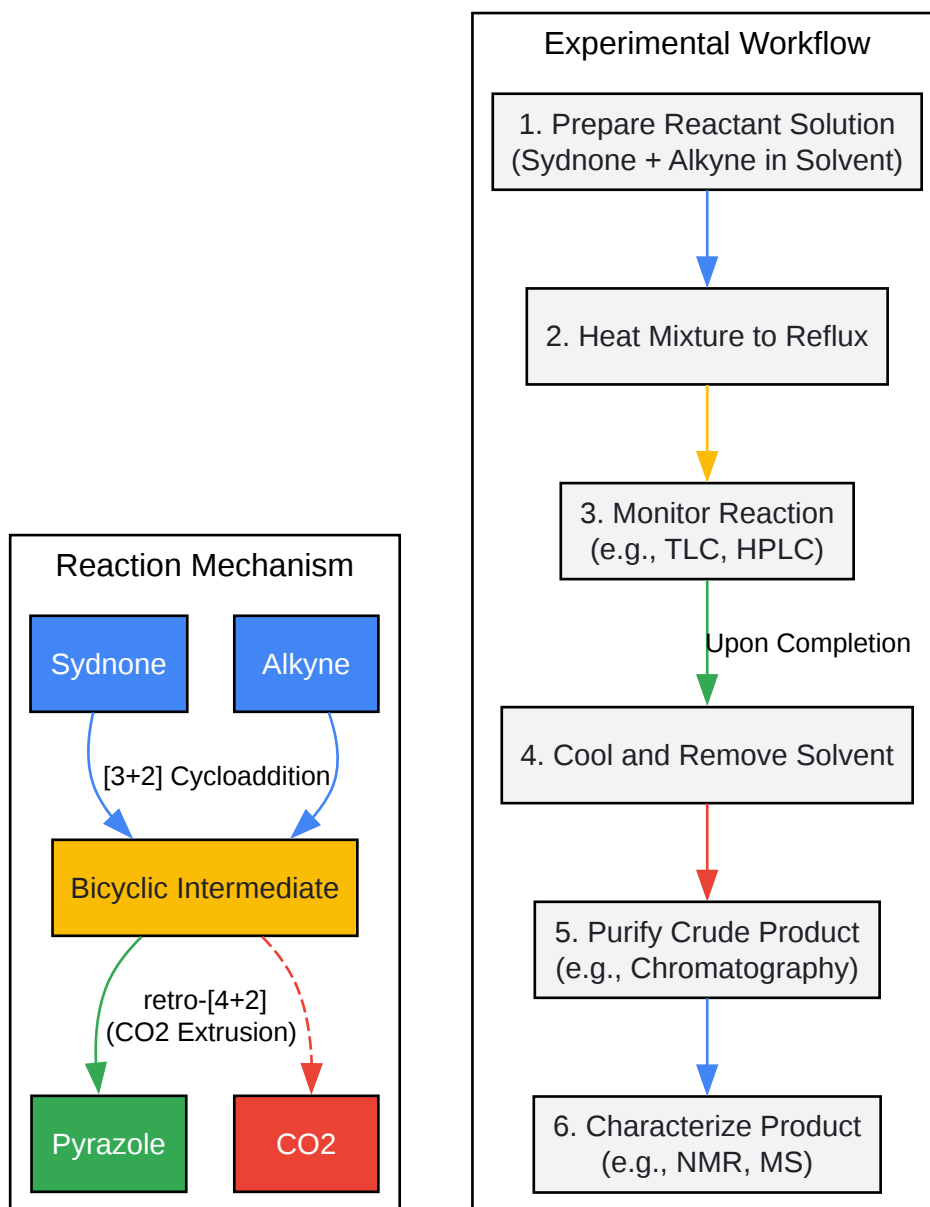 Experimental Workflow
1. Prepare Reactant Solution
(Sydnone + Alkyne in Solvent)
2. Heat Mixture to Reflux
3. Monitor Reaction
(e.g., TLC, HPLC)
Upon Completion
4. Cool and Remove Solvent
5. Purify Crude Product
(e.g., Chromatography)
6. Characterize Product
(e.g., NMR, MS)
Reaction Mechanism
Sydnone
Alkyne
[3+2] Cycloaddition
Bicyclic Intermediate
retro-[4+2]
(CO2 Extrusion)
Pyrazole
CO2